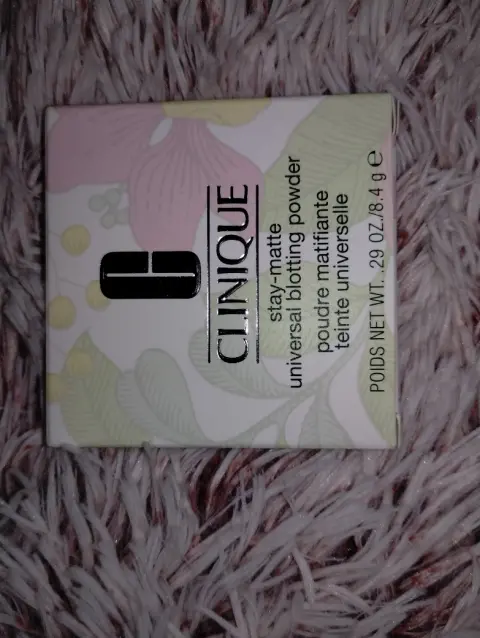 CLINIQUE
stay-matte
universal blotting powder
poudre matifiante
teinte universelle
POIDS NET WT. .29 OZ./8.4 g ℮